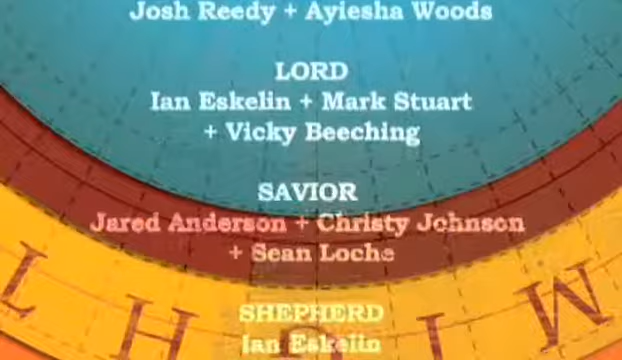 Josh Reedy + Ayiesha Woods
LORD
Ian Eskelin + Mark Stuart
+ Vicky Beeching
SAVIOR
Jared Anderson + Christy Johnson
+ Sean Loche
SHEPHERD
Ian Eskelin
L H I M